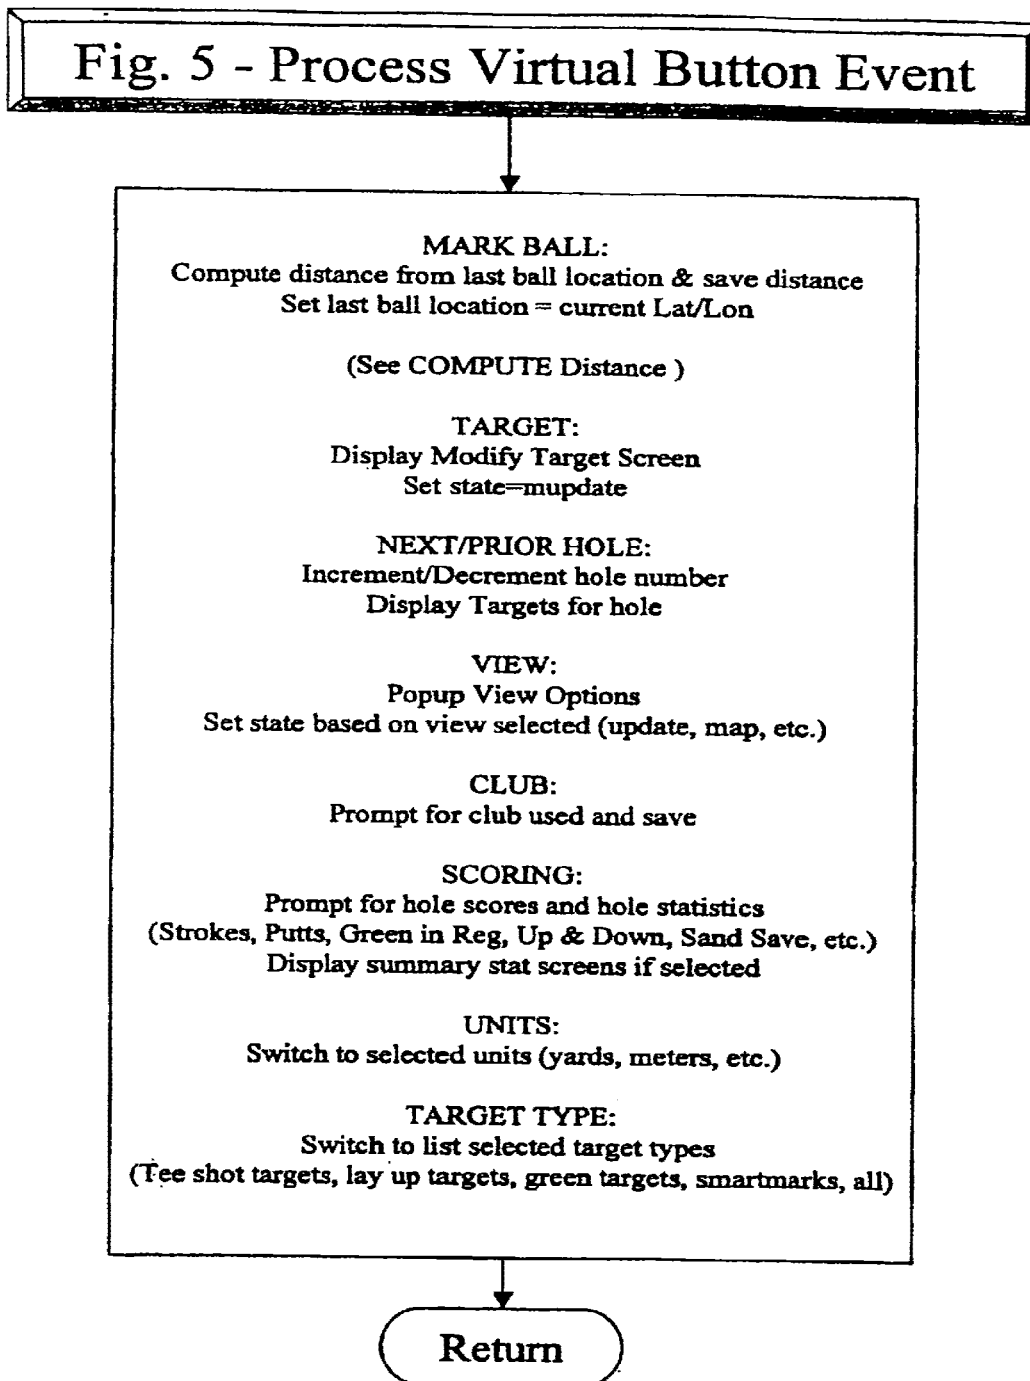 Fig. 5 - Process Virtual Button Event
MARK BALL:
Compute distance from last ball location & save distance
Set last ball location = current Lat/Lon
(See COMPUTE Distance )
TARGET:
Display Modify Target Screen
Set state=mupdate
NEXT/PRIOR HOLE:
Increment/Decrement hole number
Display Targets for hole
VIEW:
Popup View Options
Set state based on view selected (update, map, etc.)
CLUB:
Prompt for club used and save
SCORING:
Prompt for hole scores and hole statistics
(Strokes, Putts, Green in Reg, Up & Down, Sand Save, etc.)
Display summary stat screens if selected
UNITS:
Switch to selected units (yards, meters, etc.)
TARGET TYPE:
Switch to list selected target types
(Tee shot targets, lay up targets, green targets, smartmarks, all)
Return